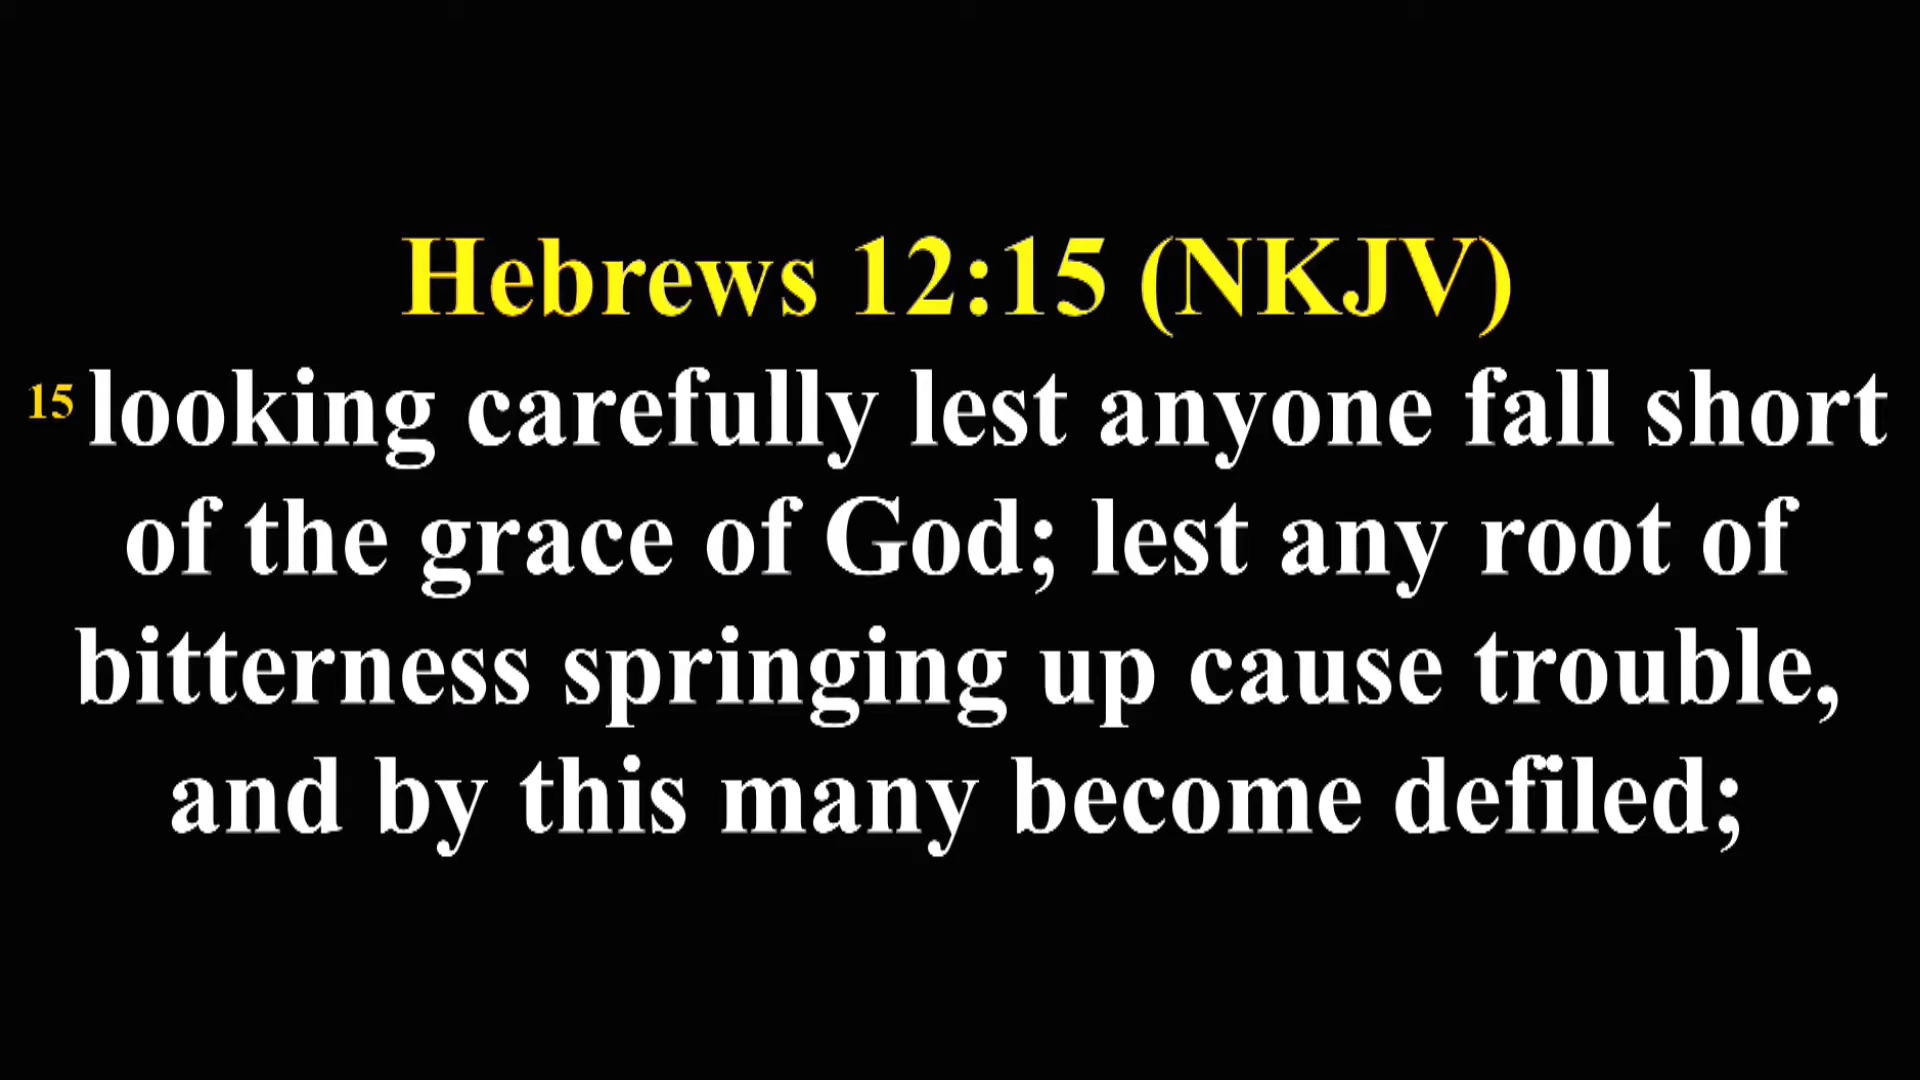 Hebrews 12:15 (NKJV)
15 looking carefully lest anyone fall short
of the grace of God; lest any root of
bitterness springing up cause trouble,
and by this many become defiled;